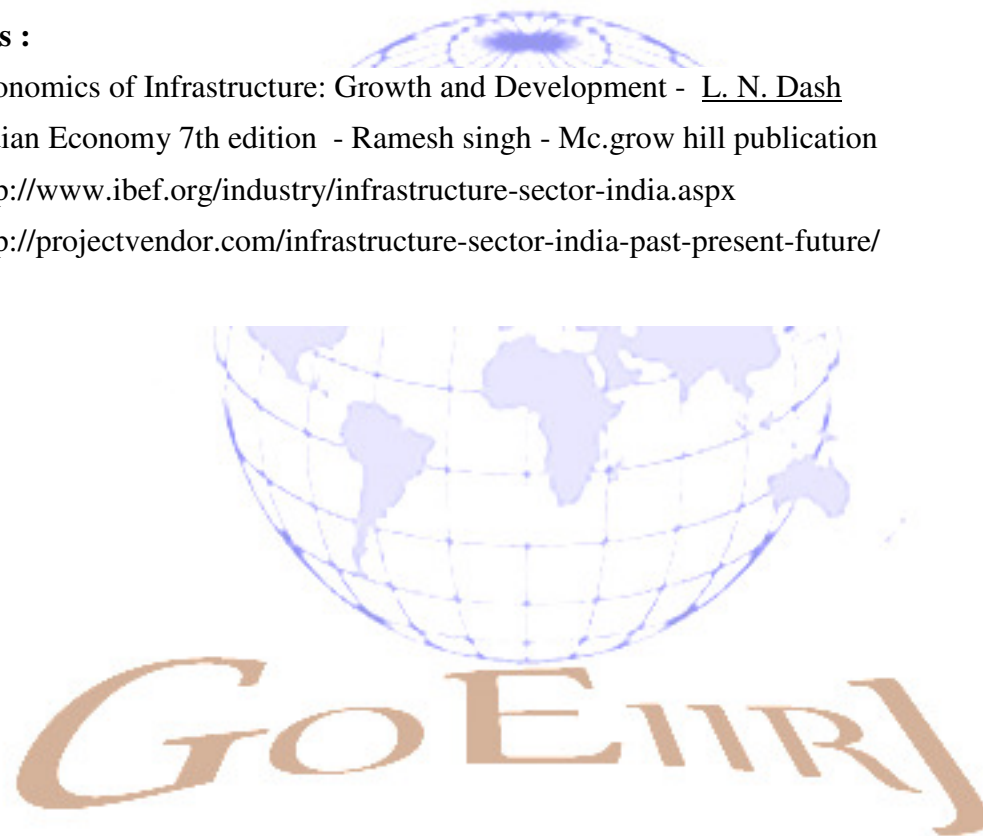 s :
onomics of Infrastructure: Growth and Development - L. N. Dash
ian Economy 7th edition - Ramesh singh - Mc.grow hill publication
p://www.ibef.org/industry/infrastructure-sector-india.aspx
p://projectvendor.com/infrastructure-sector-india-past-present-future/
GOEIIRJ